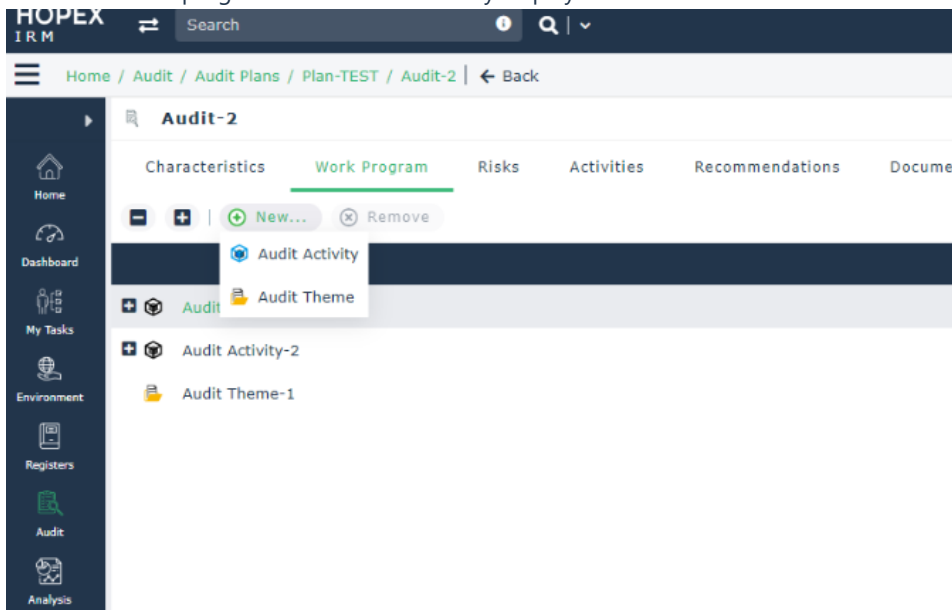 HOPEX
IRM
Search
Home / Audit / Audit Plans / Plan-TEST / Audit-2 | ← Back
Audit-2
Characteristics Work Program Risks Activities Recommendations Docume
New... Remove
Audit Activity
Audit Theme
Audit
Audit Activity-2
Audit Theme-1
Home
Dashboard
My Tasks
Environment
Registers
Audit
Analysis